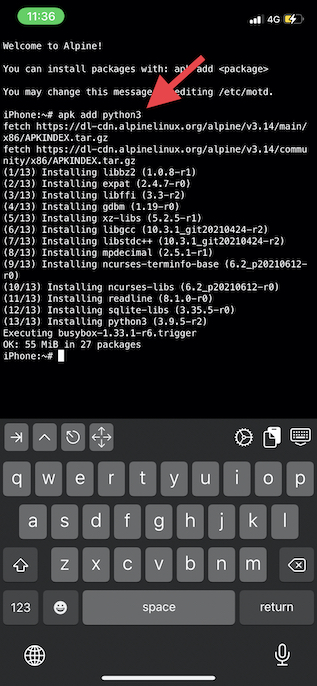 11:36
4G
Welcome to Alpine!
You can install packages with: apk add <package>
You may change this message editing /etc/motd.
iPhone:~# apk add python3
fetch https://dl-cdn.alpinelinux.org/alpine/v3.14/main/
x86/APKINDEX.tar.gz
fetch https://dl-cdn.alpinelinux.org/alpine/v3.14/commu
nity/x86/APKINDEX.tar.gz
(1/13) Installing libbz2 (1.0.8-r1)
(2/13) Installing expat (2.4.7-r0)
(3/13) Installing libffi (3.3-r2)
(4/13) Installing gdbm (1.19-r0)
(5/13) Installing xz-libs (5.2.5-r1)
(6/13) Installing libgcc (10.3.1_git20210424-r2)
(7/13) Installing libstdc++ (10.3.1_git20210424-r2)
(8/13) Installing mpdecimal (2.5.1-r1)
(9/13) Installing ncurses-terminfo-base (6.2_p20210612-
r0)
(10/13) Installing ncurses-libs (6.2_p20210612-r0)
(11/13) Installing readline (8.1.0-r0)
(12/13) Installing sqlite-libs (3.35.5-r0)
(13/13) Installing python3 (3.9.5-r2)
Executing busybox-1.33.1-r6.trigger
OK: 55 MiB in 27 packages
iPhone:~#
q w e r t y u i o p
a s d f g h j k l
z x c v b n m
123 space return